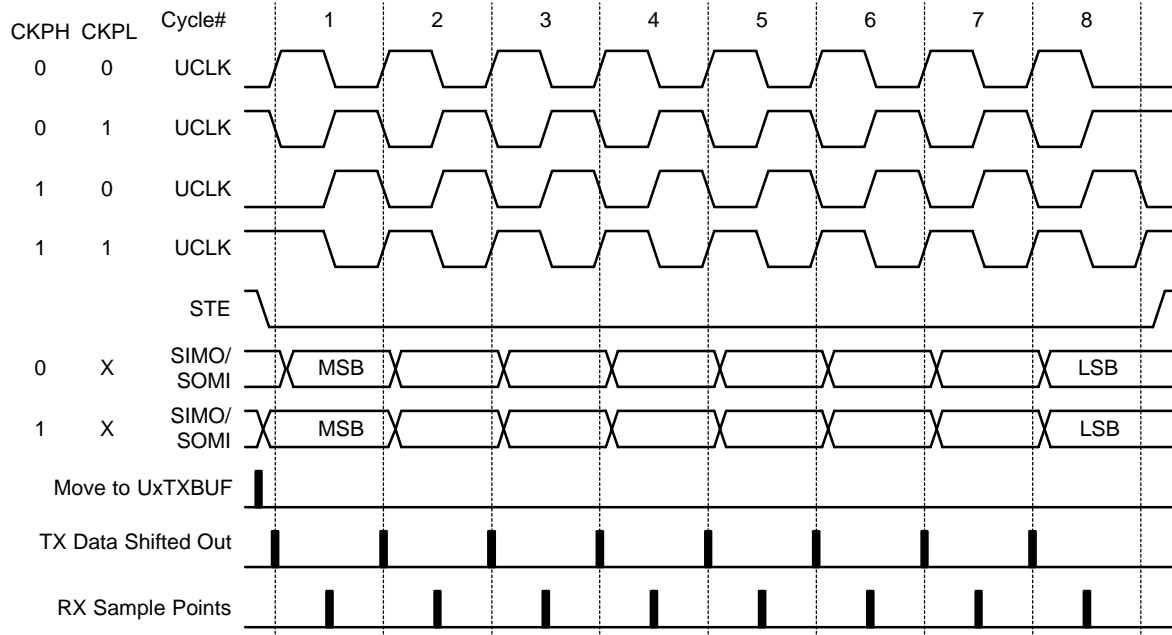 Cycle# 1 2 3 4 5 6 7 8
CKPH CKPL
0 0 UCLK
0 1 UCLK
1 0 UCLK
1 1 UCLK
STE
0 X SIMO/
SOMI MSB LSB
1 X SIMO/
SOMI MSB LSB
Move to UxTXBUF
TX Data Shifted Out
RX Sample Points